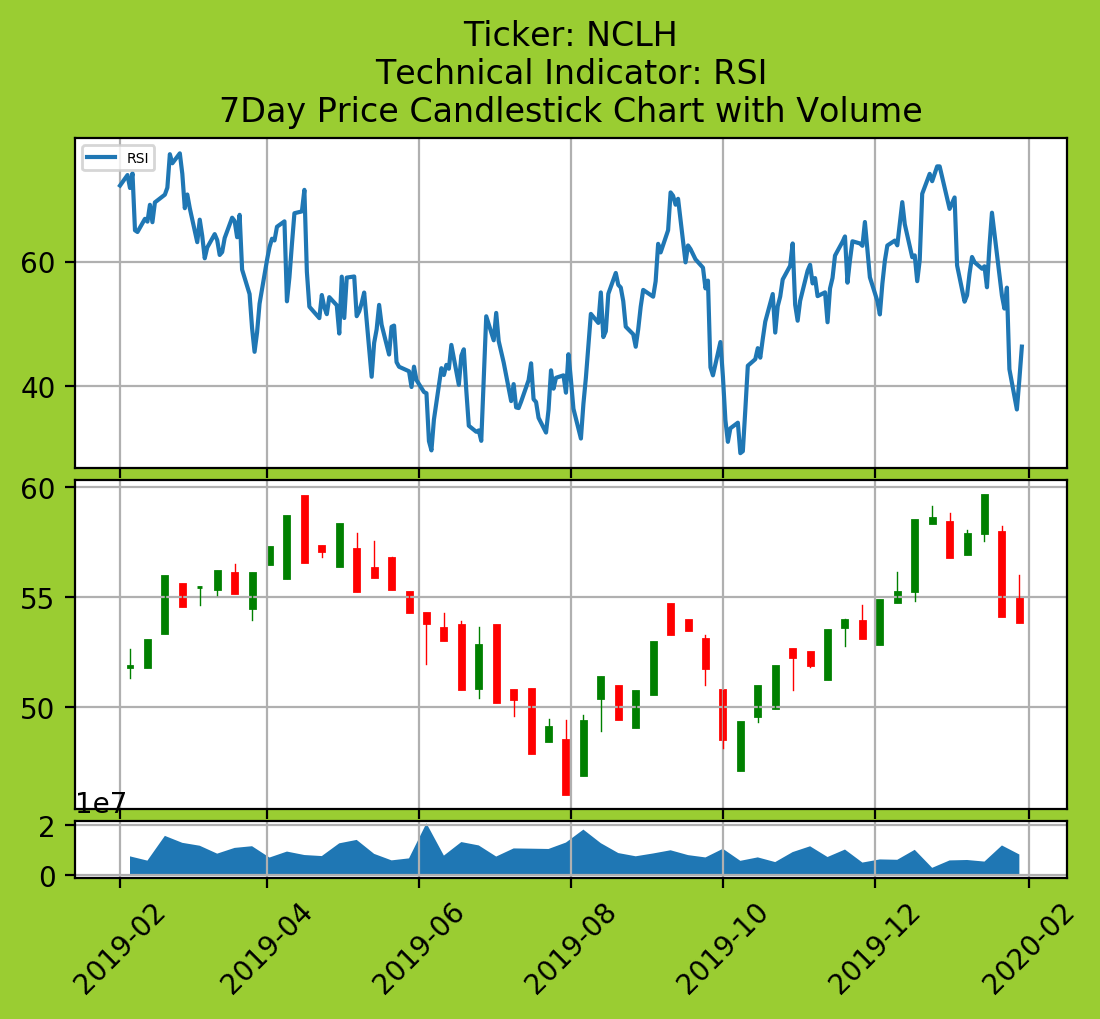 Ticker: NCLH
Technical Indicator: RSI
7Day Price Candlestick Chart with Volume
RSI
60
40
60
55
50
1e7
2
0
2019-02
2019-04
2019-06
2019-08
2019-10
2019-12
2020-02